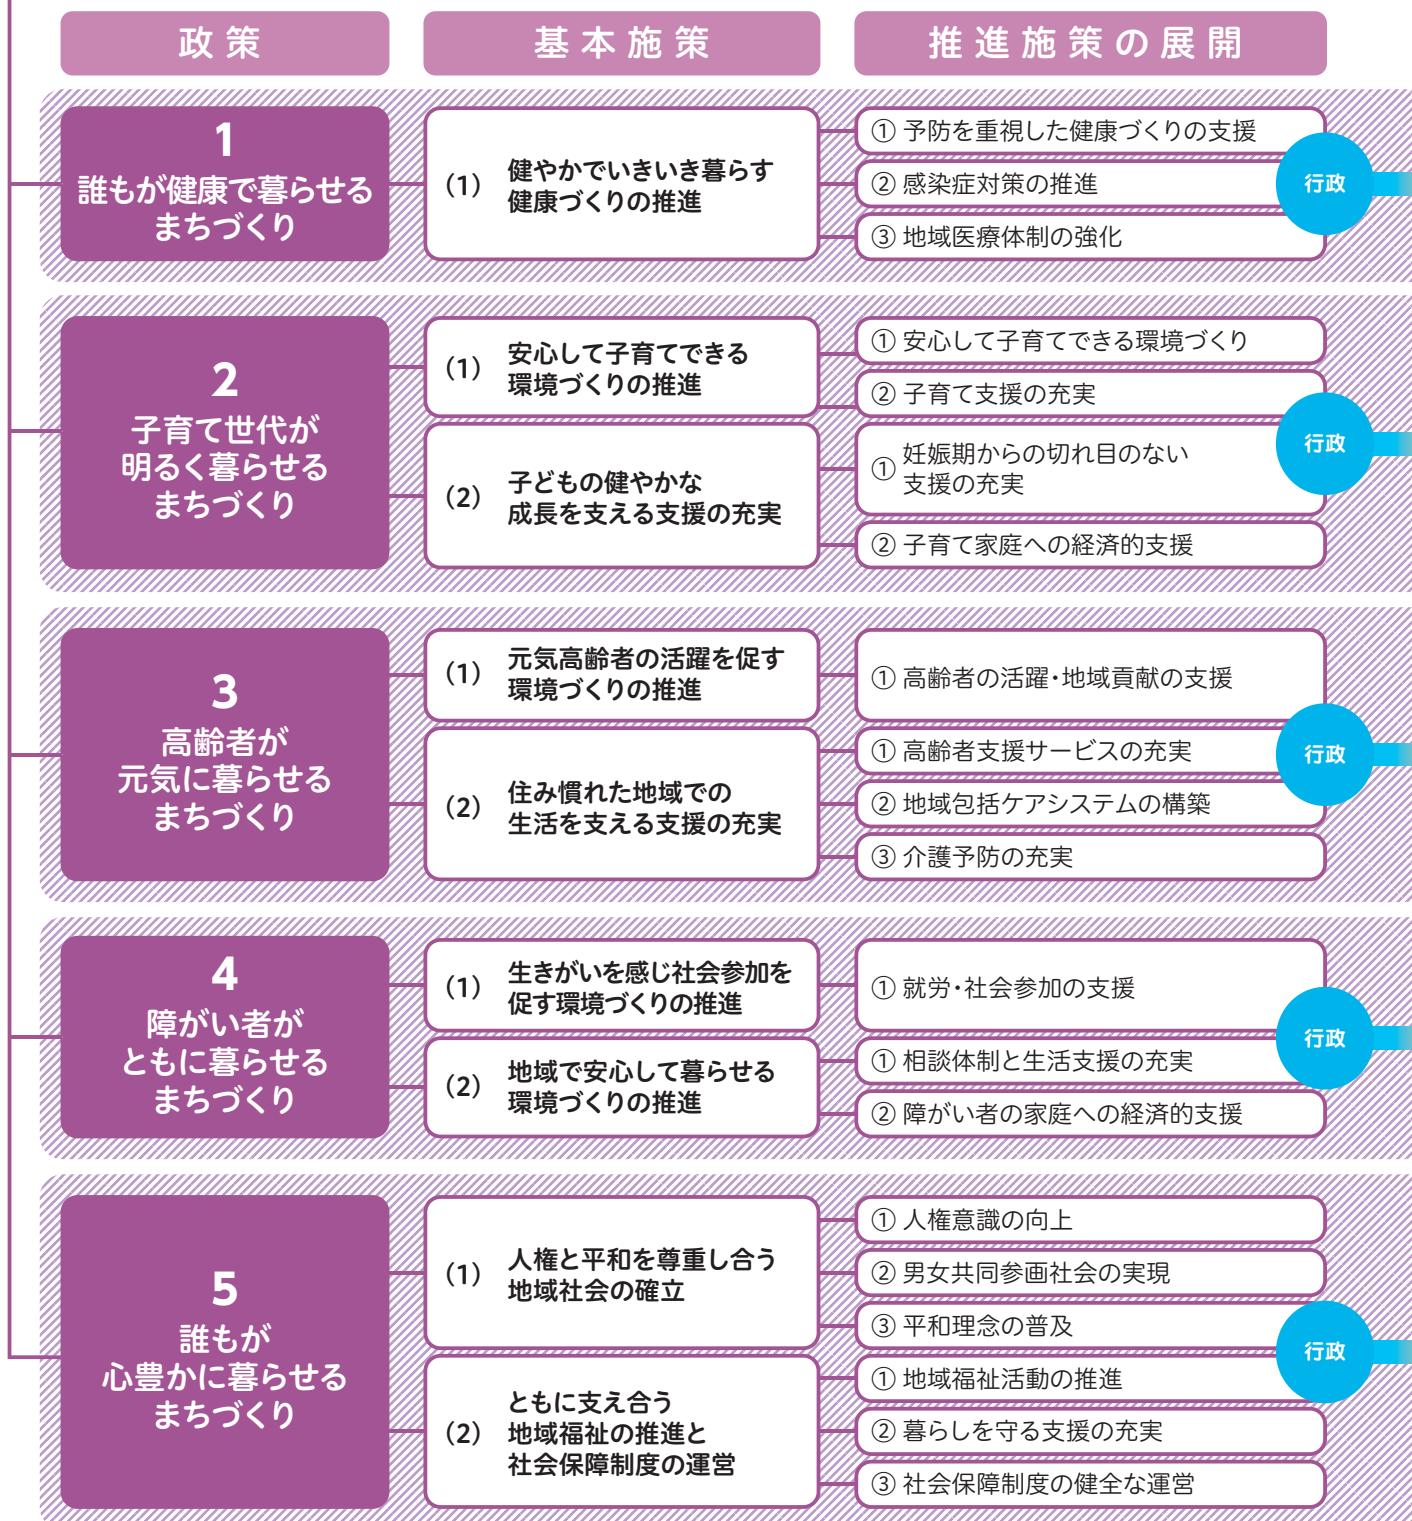 政策
基本施策
推進施策の展開
1
誰もが健康で暮らせる
まちづくり
(1)
健やかでいきいき暮らす
健康づくりの推進
① 予防を重視した健康づくりの支援
② 感染症対策の推進
③ 地域医療体制の強化
行政
2
子育て世代が
明るく暮らせる
まちづくり
(1)
安心して子育てできる
環境づくりの推進
① 安心して子育てできる環境づくり
② 子育て支援の充実
(2)
子どもの健やかな
成長を支える支援の充実
① 妊娠期からの切れ目のない
支援の充実
② 子育て家庭への経済的支援
行政
3
高齢者が
元気に暮らせる
まちづくり
(1)
元気高齢者の活躍を促す
環境づくりの推進
① 高齢者の活躍・地域貢献の支援
(2)
住み慣れた地域での
生活を支える支援の充実
① 高齢者支援サービスの充実
② 地域包括ケアシステムの構築
③ 介護予防の充実
行政
4
障がい者が
ともに暮らせる
まちづくり
(1)
生きがいを感じ社会参加を
促す環境づくりの推進
① 就労・社会参加の支援
(2)
地域で安心して暮らせる
環境づくりの推進
① 相談体制と生活支援の充実
② 障がい者の家庭への経済的支援
行政
5
誰もが
心豊かに暮らせる
まちづくり
(1)
人権と平和を尊重し合う
地域社会の確立
① 人権意識の向上
② 男女共同参画社会の実現
③ 平和理念の普及
(2)
ともに支え合う
地域福祉の推進と
社会保障制度の運営
① 地域福祉活動の推進
② 暮らしを守る支援の充実
③ 社会保障制度の健全な運営
行政